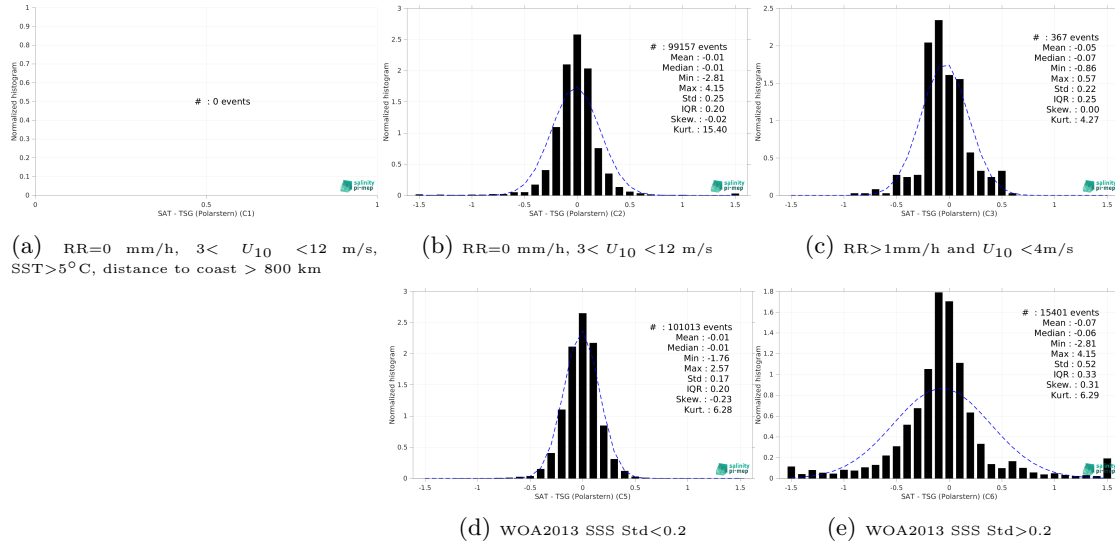 1
0.9
0.8
0.7
0.6
0.5
0.4
0.3
0.2
0.1
0
Normalized histogram
# : 0 events
salinity
pi-mep
0 0.5 1
SAT - TSG (Polarstern) (C1)
(a) RR=0 mm/h, 3< U10 <12 m/s,
SST>5°C, distance to coast > 800 km
3
2.5
2
1.5
1
0.5
0
Normalized histogram
# : 99157 events
Mean : -0.01
Median : -0.01
Min : -2.81
Max : 4.15
Std : 0.25
IQR : 0.20
Skew. : -0.02
Kurt. : 15.40
salinity
pi-mep
-1.5 -1 -0.5 0 0.5 1 1.5
SAT - TSG (Polarstern) (C2)
(b) RR=0 mm/h, 3< U10 <12 m/s
2.5
2
1.5
1
0.5
0
Normalized histogram
# : 367 events
Mean : -0.05
Median : -0.07
Min : -0.86
Max : 0.57
Std : 0.22
IQR : 0.25
Skew. : 0.00
Kurt. : 4.27
salinity
pi-mep
-1.5 -1 -0.5 0 0.5 1 1.5
SAT - TSG (Polarstern) (C3)
(c) RR>1mm/h and U10 <4m/s
3
2.5
2
1.5
1
0.5
0
Normalized histogram
# : 101013 events
Mean : -0.01
Median : -0.01
Min : -1.76
Max : 2.57
Std : 0.17
IQR : 0.20
Skew. : -0.23
Kurt. : 6.28
salinity
pi-mep
-1.5 -1 -0.5 0 0.5 1 1.5
SAT - TSG (Polarstern) (C5)
(d) WOA2013 SSS Std<0.2
1.8
1.6
1.4
1.2
1
0.8
0.6
0.4
0.2
0
Normalized histogram
# : 15401 events
Mean : -0.07
Median : -0.06
Min : -2.81
Max : 4.15
Std : 0.52
IQR : 0.33
Skew. : 0.31
Kurt. : 6.29
salinity
pi-mep
-1.5 -1 -0.5 0 0.5 1 1.5
SAT - TSG (Polarstern) (C6)
(e) WOA2013 SSS Std>0.2